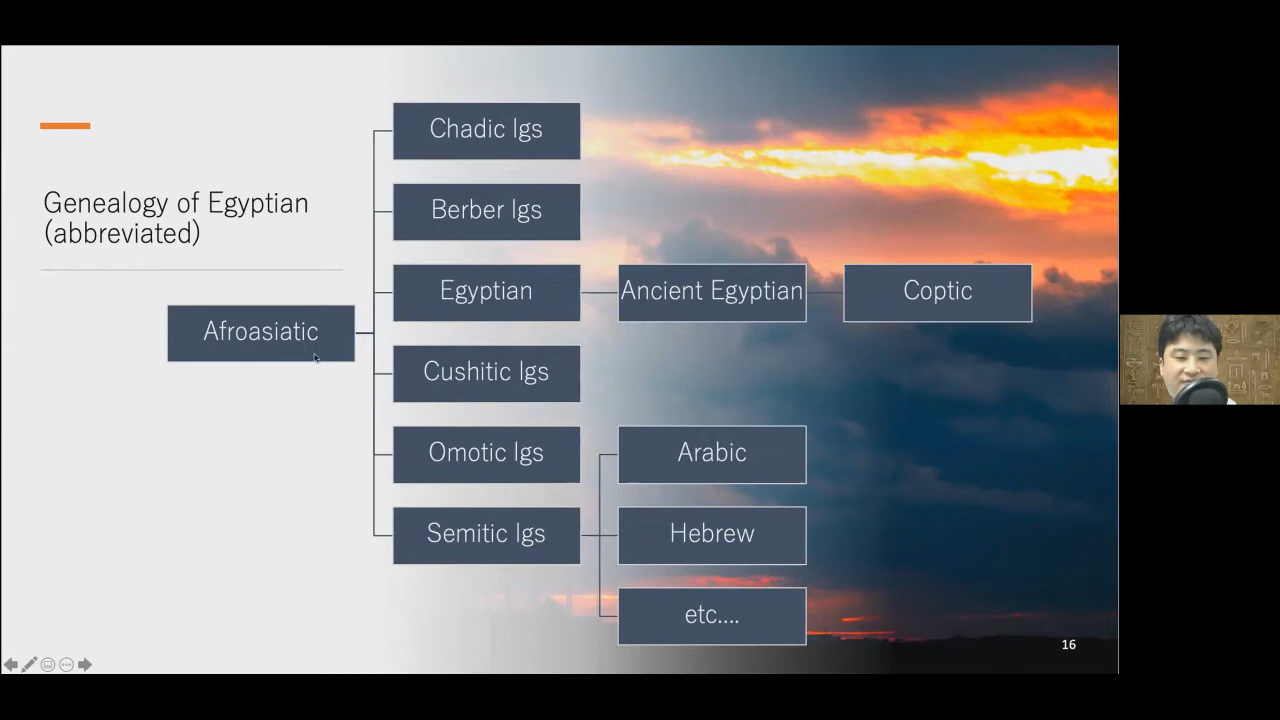 Genealogy of Egyptian
(abbreviated)
Afroasiatic
Chadic lgs
Berber lgs
Egyptian
Ancient Egyptian
Coptic
Cushitic lgs
Omotic lgs
Semitic lgs
Arabic
Hebrew
etc....
16